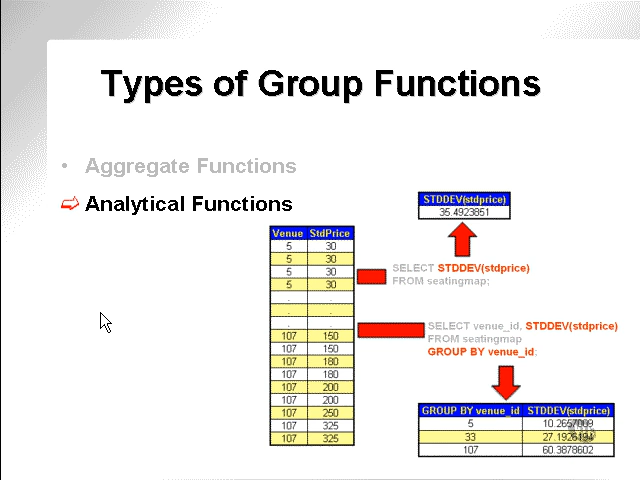 Types of Group Functions
• Aggregate Functions
Analytical Functions
STDDEV(stdprice)
35.4923851
SELECT STDDEV(stdprice)
FROM seatingmap;
Venue StdPrice
5 30
5 30
5 30
5 30
. .
. .
. .
107 150
107 150
107 180
107 180
107 200
107 200
107 250
107 325
107 325
SELECT venue_id, STDDEV(stdprice)
FROM seatingmap
GROUP BY venue_id;
GROUP BY venue_id STDDEV(stdprice)
5 10.2657009
33 27.1926194
107 60.3878602